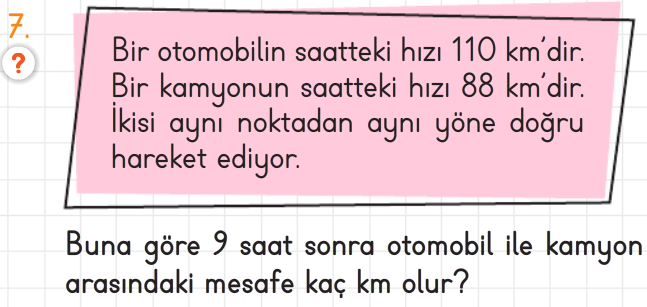 7.
?
Bir otomobilin saatteki hızı 110 km'dir.
Bir kamyonun saatteki hızı 88 km'dir.
İkisi aynı noktadan aynı yöne doğru
hareket ediyor.
Buna göre 9 saat sonra otomobil ile kamyon
arasındaki mesafe kaç km olur?